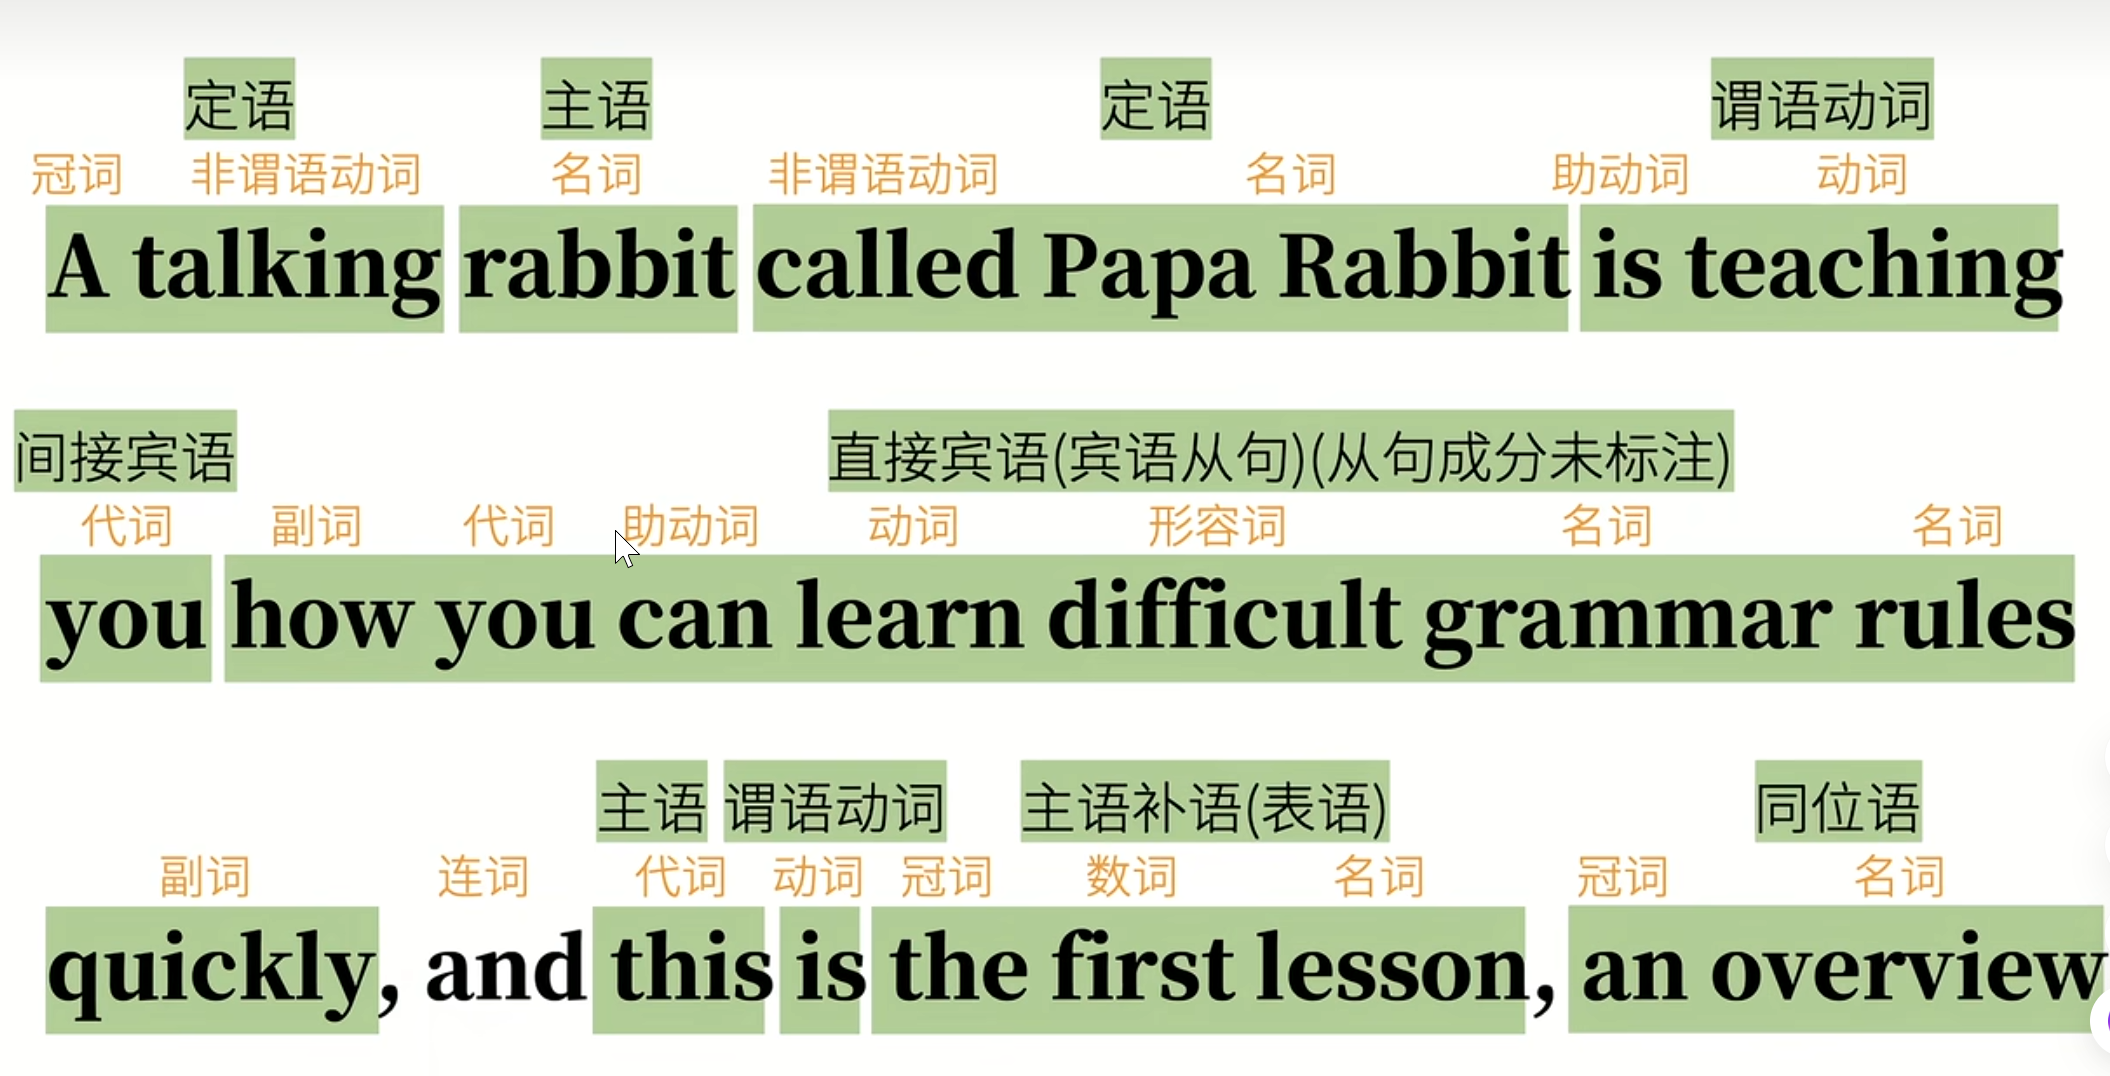 定语 主语 定语 谓语动词
冠词 非谓语动词 名词 非谓语动词 名词 助动词 动词
A talking rabbit called Papa Rabbit is teaching
间接宾语 直接宾语(宾语从句)(从句成分未标注)
代词 副词 代词 助动词 动词 形容词 名词 名词
you how you can learn difficult grammar rules
主语 谓语动词 主语补语(表语) 同位语
副词 连词 代词 动词 冠词 数词 名词 冠词 名词
quickly, and this is the first lesson, an overview